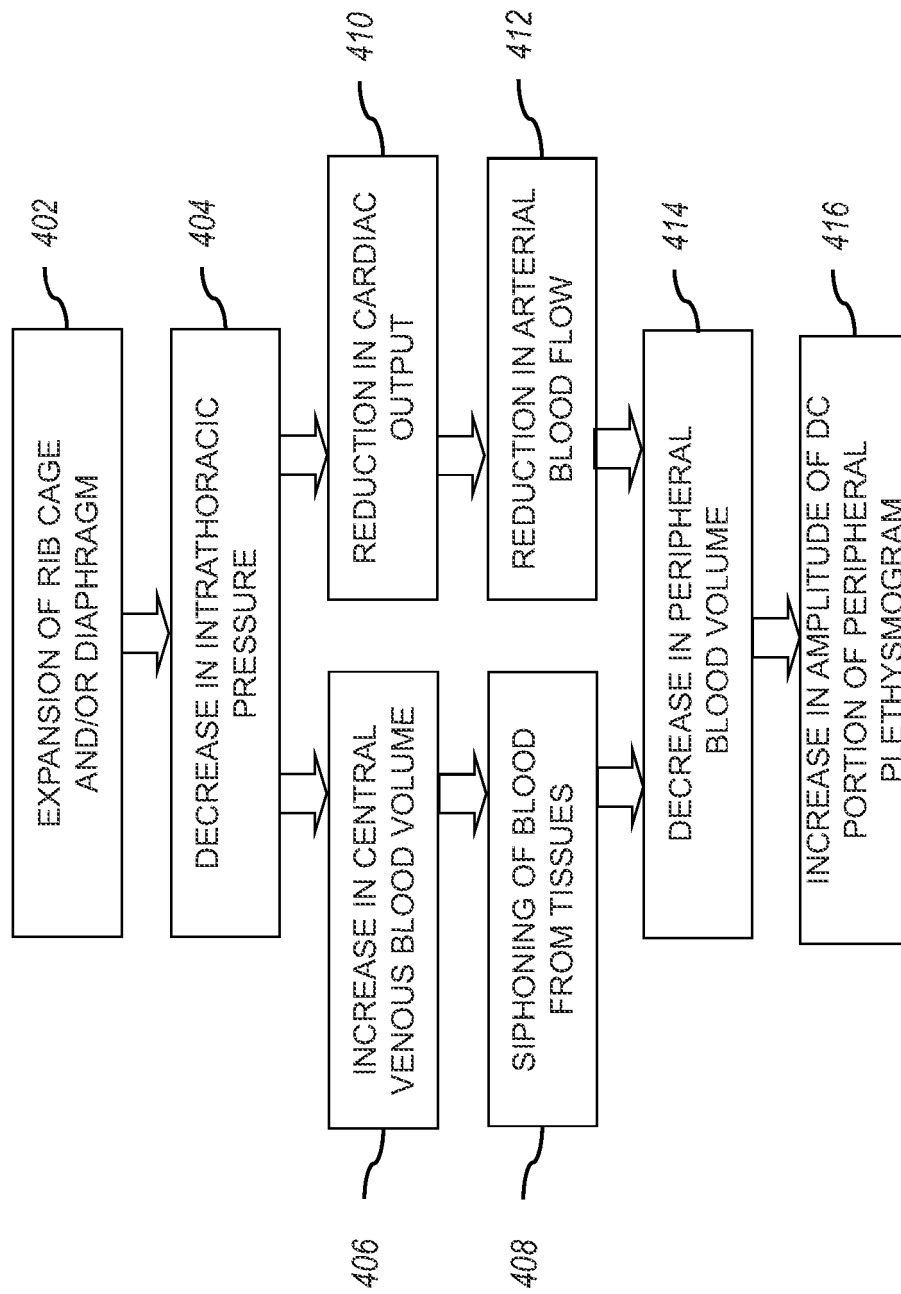 EXPANSION OF RIB CAGE
AND/OR DIAPHRAGM
402
DECREASE IN INTRATHORACIC
PRESSURE
404
INCREASE IN CENTRAL
VENOUS BLOOD VOLUME
406
SIPHONING OF BLOOD
FROM TISSUES
408
REDUCTION IN CARDIAC
OUTPUT
410
REDUCTION IN ARTERIAL
BLOOD FLOW
412
DECREASE IN PERIPHERAL
BLOOD VOLUME
414
INCREASE IN AMPLITUDE OF DC
PORTION OF PERIPHERAL
PLETHYSMOGRAM
416